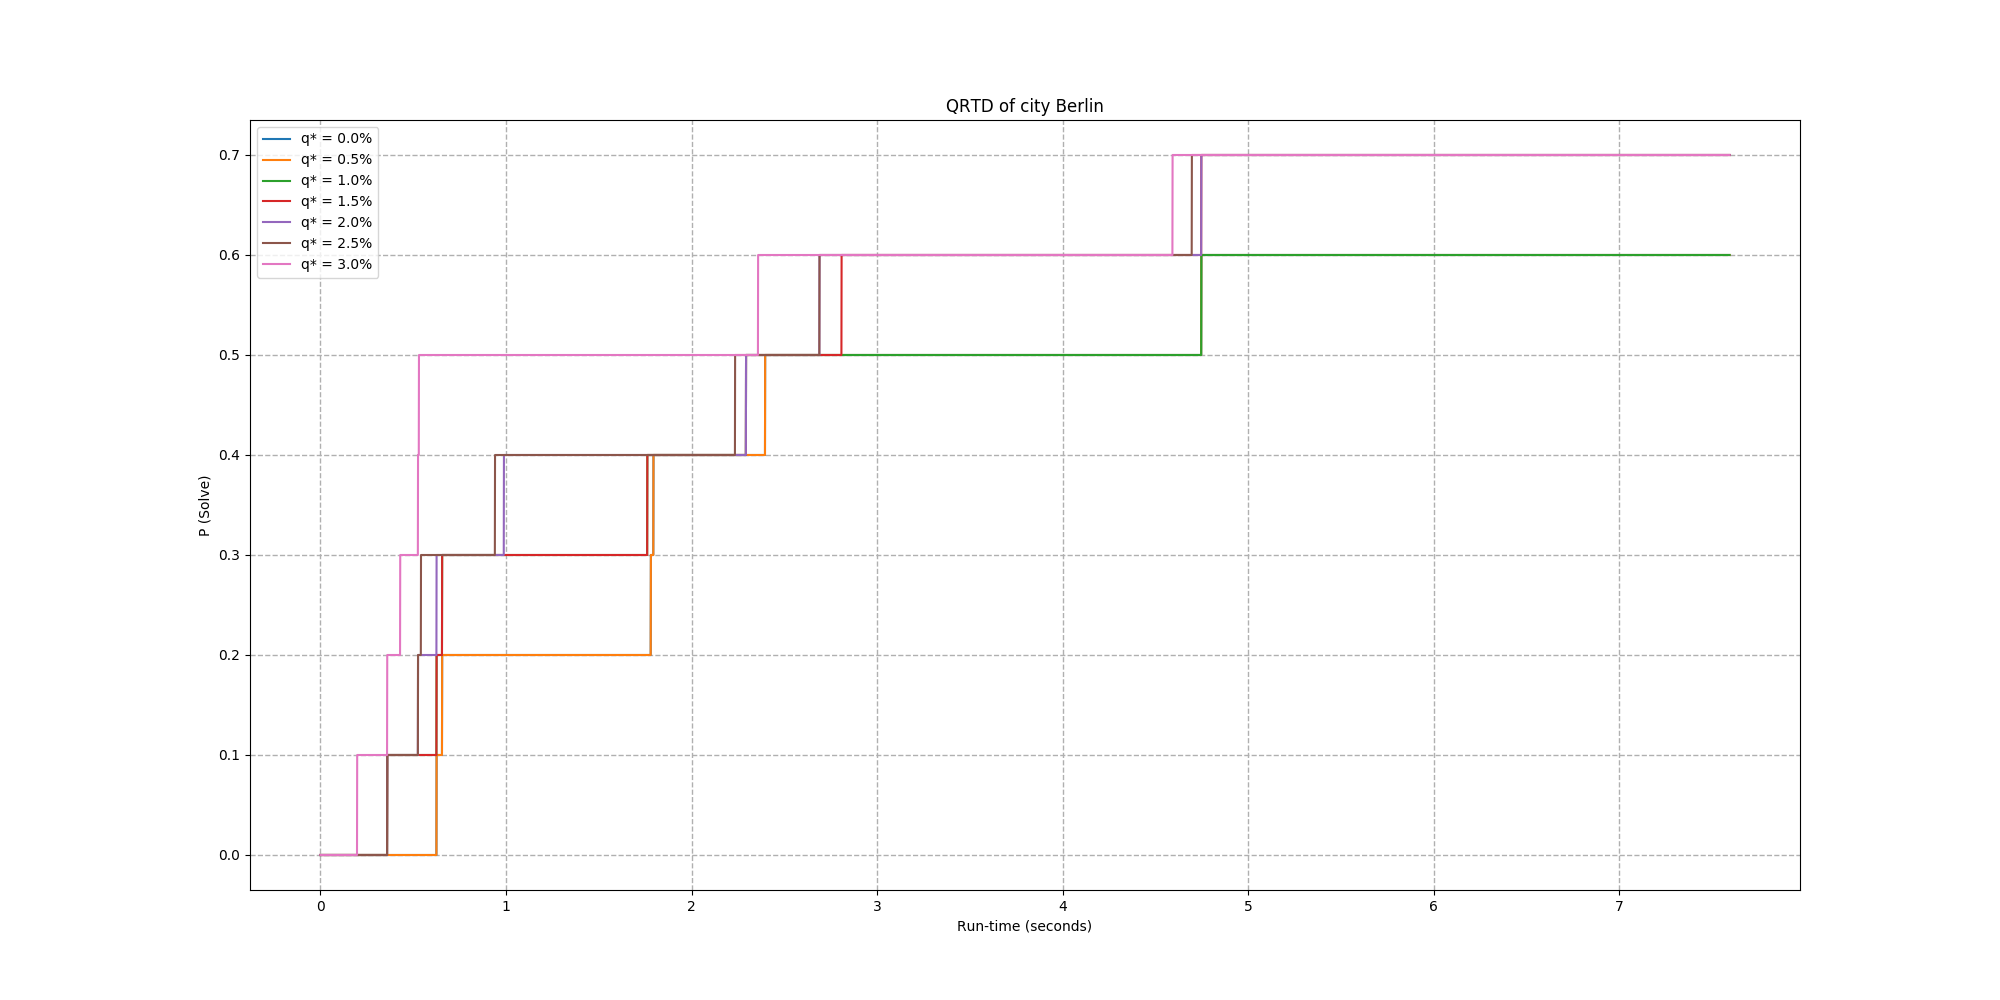 QRTD of city Berlin
q* = 0.0%
q* = 0.5%
q* = 1.0%
q* = 1.5%
q* = 2.0%
q* = 2.5%
q* = 3.0%
0.7
0.6
0.5
0.4
0.3
0.2
0.1
0.0
P (Solve)
0 1 2 3 4 5 6 7
Run-time (seconds)